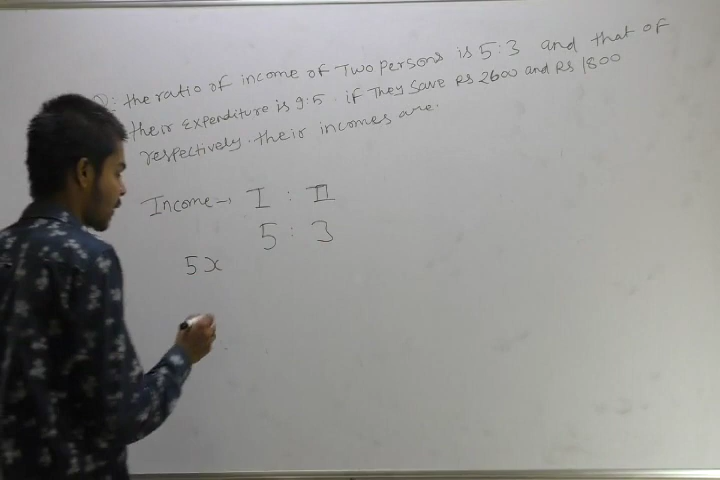 Q: the ratio of income of Two persons is 5:3 and that of
their Expenditure is 9:5. if They Save Rs 2600 and Rs 1800
respectively. their incomes are.
Income→ I : II
5 : 3
5x